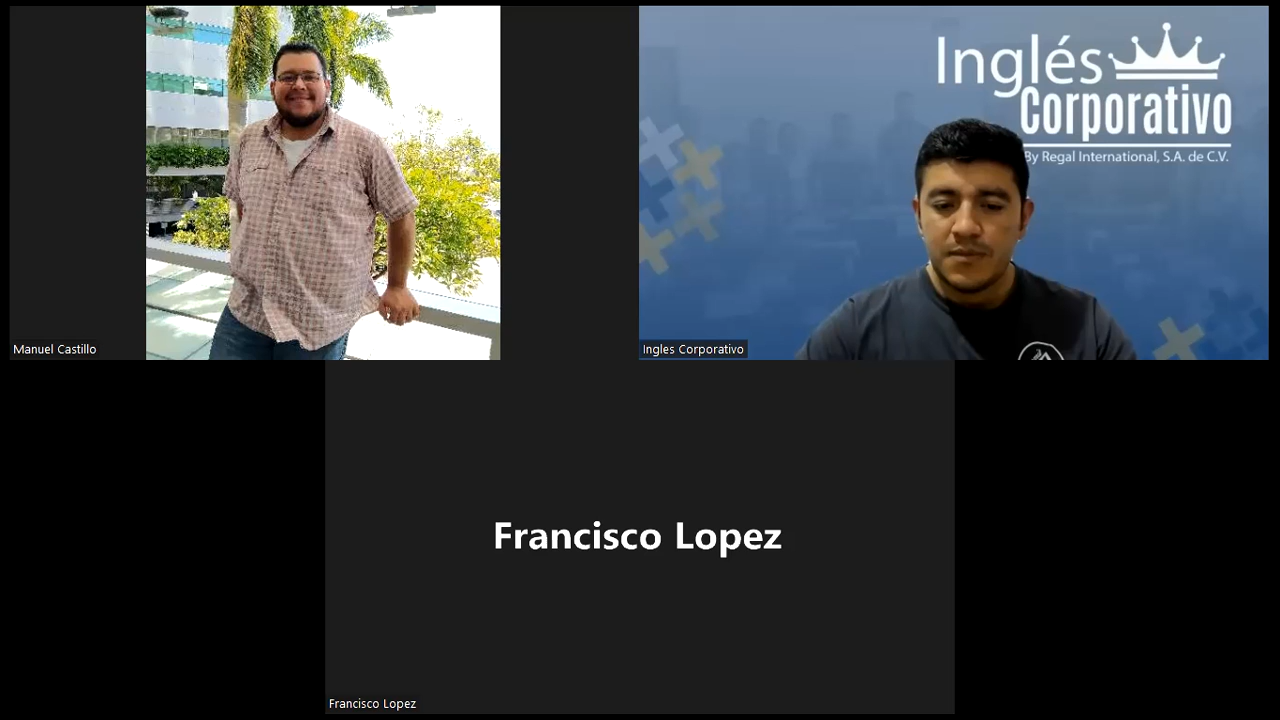 Inglés
Corporativo
By Regal International, S.A. de C.V.
Manuel Castillo
Ingles Corporativo
Francisco Lopez
Francisco Lopez